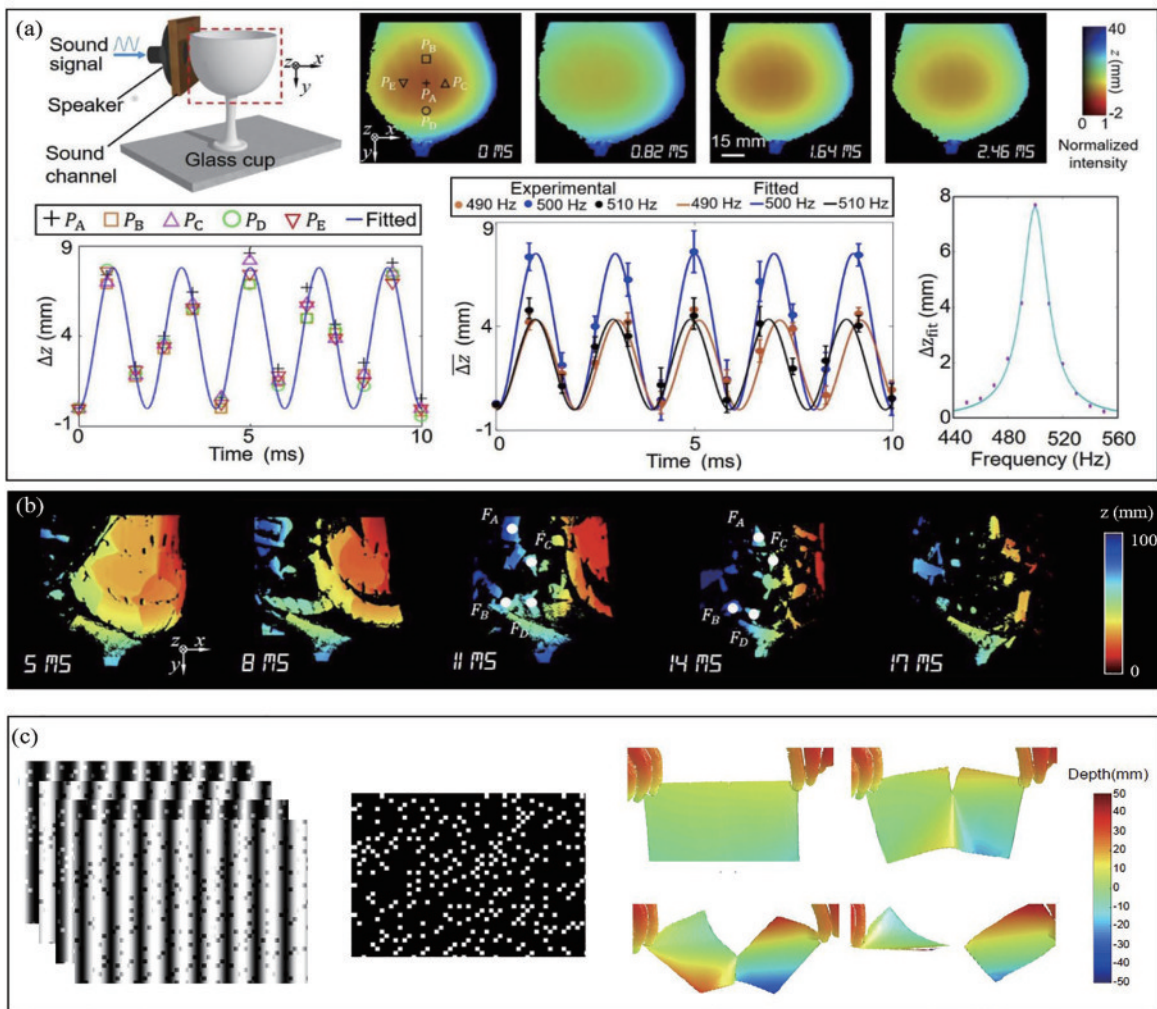 (a)
Sound
signal
Speaker
Sound
channel
Glass cup
z x
y
P_B
P_E P_C
P_A
P_D
z x
y
0 MS
0.82 MS
15 mm
1.64 MS
2.46 MS
40
z (mm)
-2
0 1
Normalized
intensity
+ P_A □ P_B △ P_C ○ P_D ▽ P_E — Fitted
9
4
-1
Δz (mm)
0 5 10
Time (ms)
Experimental Fitted
490 Hz 500 Hz 510 Hz 490 Hz 500 Hz 510 Hz
9
4
-1
Δz (mm)
0 5 10
Time (ms)
8
6
4
2
0
Δz_fit (mm)
440 480 520 560
Frequency (Hz)
(b)
z x
y
5 MS
8 MS
F_A
F_C
F_B
F_D
11 MS
F_A
F_C
F_B
F_D
14 MS
17 MS
z (mm)
100
0
(c)
Depth(mm)
50
40
30
20
10
0
-10
-20
-30
-40
-50